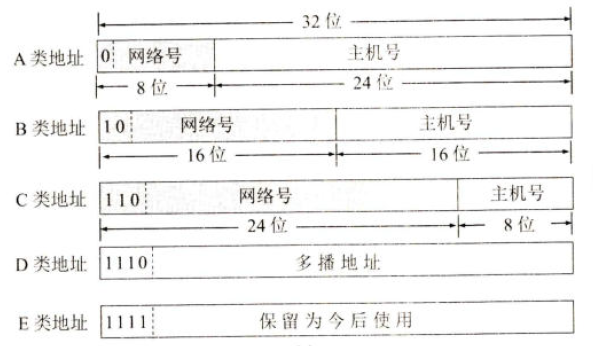 32 位
A 类地址 0 网络号 主机号
8 位 24 位
B 类地址 10 网络号 主机号
16 位 16 位
C 类地址 110 网络号 主机号
24 位 8 位
D 类地址 1110 多播地址
E 类地址 1111 保留为今后使用